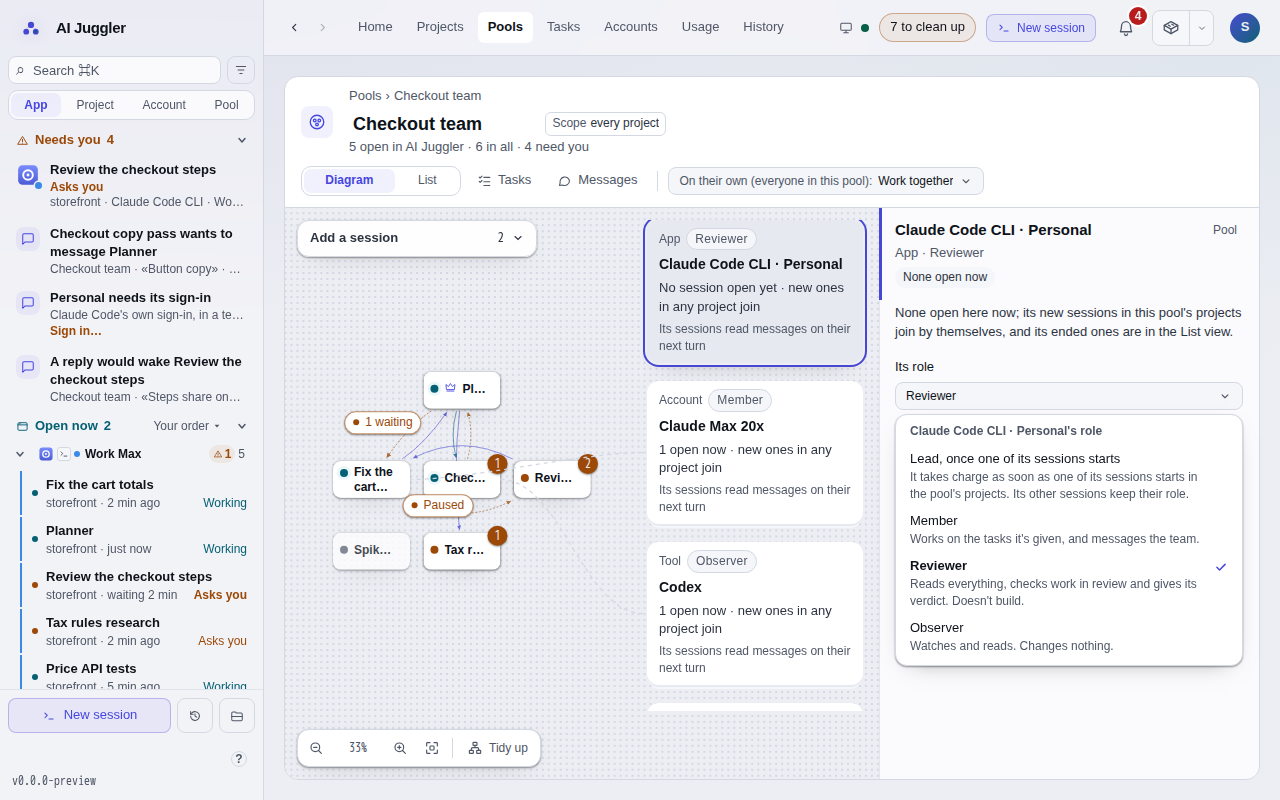 AI Juggler
Search ⌘K
App Project Account Pool
Needs you 4
Review the checkout steps
Asks you
storefront · Claude Code CLI · Wo…
Checkout copy pass wants to
message Planner
Checkout team · «Button copy» · …
Personal needs its sign-in
Claude Code's own sign-in, in a te…
Sign in…
A reply would wake Review the
checkout steps
Checkout team · «Steps share on…
Open now 2 Your order
Work Max 1 5
Fix the cart totals
storefront · 2 min ago Working
Planner
storefront · just now Working
Review the checkout steps
storefront · waiting 2 min Asks you
Tax rules research
storefront · 2 min ago Asks you
Price API tests
storefront · 5 min ago Working
New session
?
v0.0.0-preview
Home Projects Pools Tasks Accounts Usage History
7 to clean up
New session
4
S
Pools › Checkout team
Checkout team
Scope every project
5 open in AI Juggler · 6 in all · 4 need you
Diagram List Tasks Messages
On their own (everyone in this pool): Work together
Add a session 2
Pl…
1 waiting
Fix the
cart…
Chec…
1
Revi…
2
Paused
Spik…
Tax r…
1
App Reviewer
Claude Code CLI · Personal
No session open yet · new ones
in any project join
Its sessions read messages on their
next turn
Account Member
Claude Max 20x
1 open now · new ones in any
project join
Its sessions read messages on their
next turn
Tool Observer
Codex
1 open now · new ones in any
project join
Its sessions read messages on their
next turn
33%
Tidy up
Claude Code CLI · Personal Pool
App · Reviewer
None open now
None open here now; its new sessions in this pool's projects
join by themselves, and its ended ones are in the List view.
Its role
Reviewer
Claude Code CLI · Personal's role
Lead, once one of its sessions starts
It takes charge as soon as one of its sessions starts in
the pool's projects. Its other sessions keep their role.
Member
Works on the tasks it's given, and messages the team.
Reviewer
Reads everything, checks work in review and gives its
verdict. Doesn't build.
Observer
Watches and reads. Changes nothing.